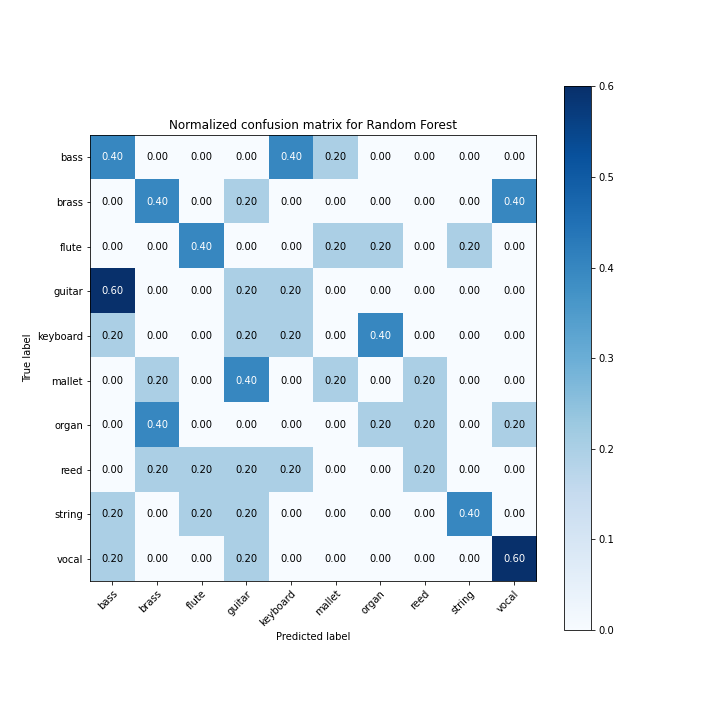 Normalized confusion matrix for Random Forest
True label
bass 0.40 0.00 0.00 0.00 0.40 0.20 0.00 0.00 0.00 0.00
brass 0.00 0.40 0.00 0.20 0.00 0.00 0.00 0.00 0.00 0.40
flute 0.00 0.00 0.40 0.00 0.00 0.20 0.20 0.00 0.20 0.00
guitar 0.60 0.00 0.00 0.20 0.20 0.00 0.00 0.00 0.00 0.00
keyboard 0.20 0.00 0.00 0.20 0.20 0.00 0.40 0.00 0.00 0.00
mallet 0.00 0.20 0.00 0.40 0.00 0.20 0.00 0.20 0.00 0.00
organ 0.00 0.40 0.00 0.00 0.00 0.00 0.20 0.20 0.00 0.20
reed 0.00 0.20 0.20 0.20 0.20 0.00 0.00 0.20 0.00 0.00
string 0.20 0.00 0.20 0.20 0.00 0.00 0.00 0.00 0.40 0.00
vocal 0.20 0.00 0.00 0.20 0.00 0.00 0.00 0.00 0.00 0.60
bass brass flute guitar keyboard mallet organ reed string vocal
Predicted label
0.6
0.5
0.4
0.3
0.2
0.1
0.0